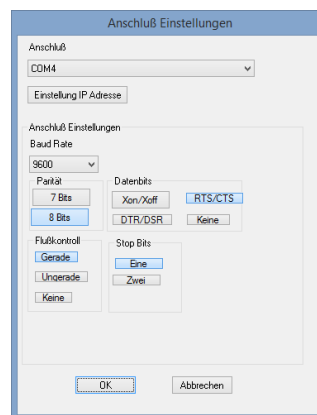 Anschluß Einstellungen
Anschluß
COM4
Einstellung IP Adresse
Anschluß Einstellungen
Baud Rate
9600
Parität Datenbits
7 Bits Xon/Xoff RTS/CTS
8 Bits DTR/DSR Keine
Flußkontroll Stop Bits
Gerade Eine
Ungerade Zwei
Keine
OK Abbrechen